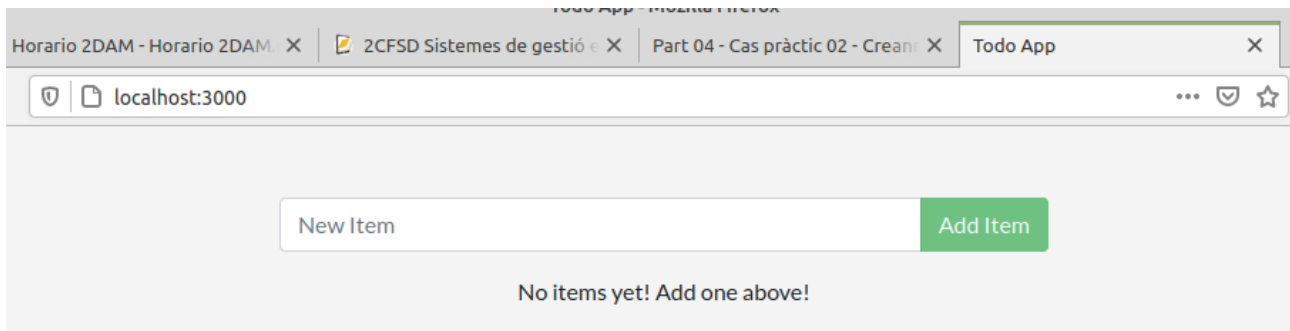 Todo App - Mozilla Firefox
Horario 2DAM - Horario 2DAM.
2CFSD Sistemes de gestió e
Part 04 - Cas pràctic 02 - Creann
Todo App
localhost:3000
New Item
Add Item
No items yet! Add one above!